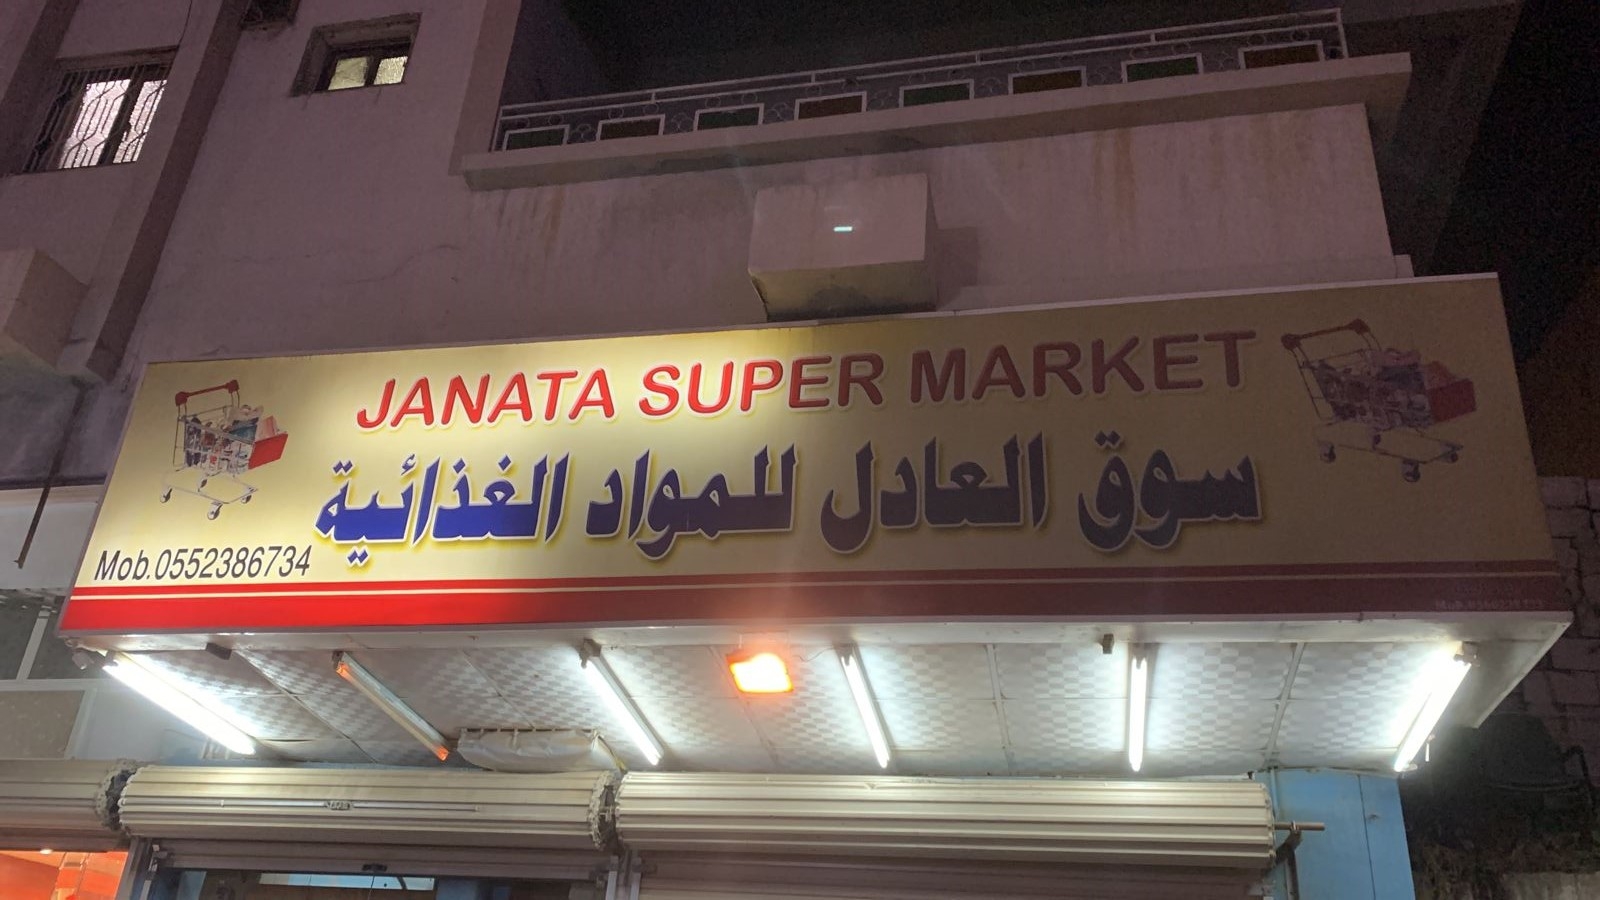 JANATA SUPER MARKET
سوق العادل للمواد الغذائية
Mob.0552386734